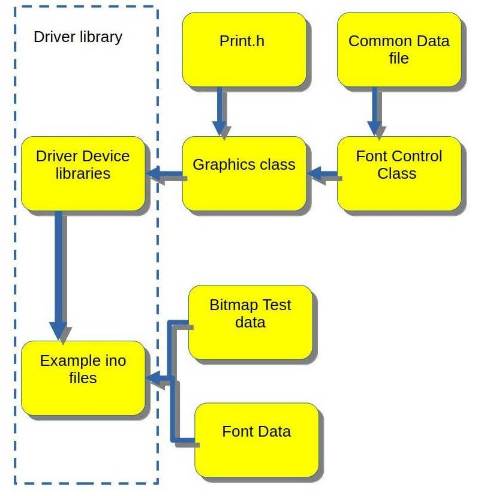 Driver library
Print.h
Common Data
file
Driver Device
libraries
Graphics class
Font Control
Class
Bitmap Test
data
Example ino
files
Font Data